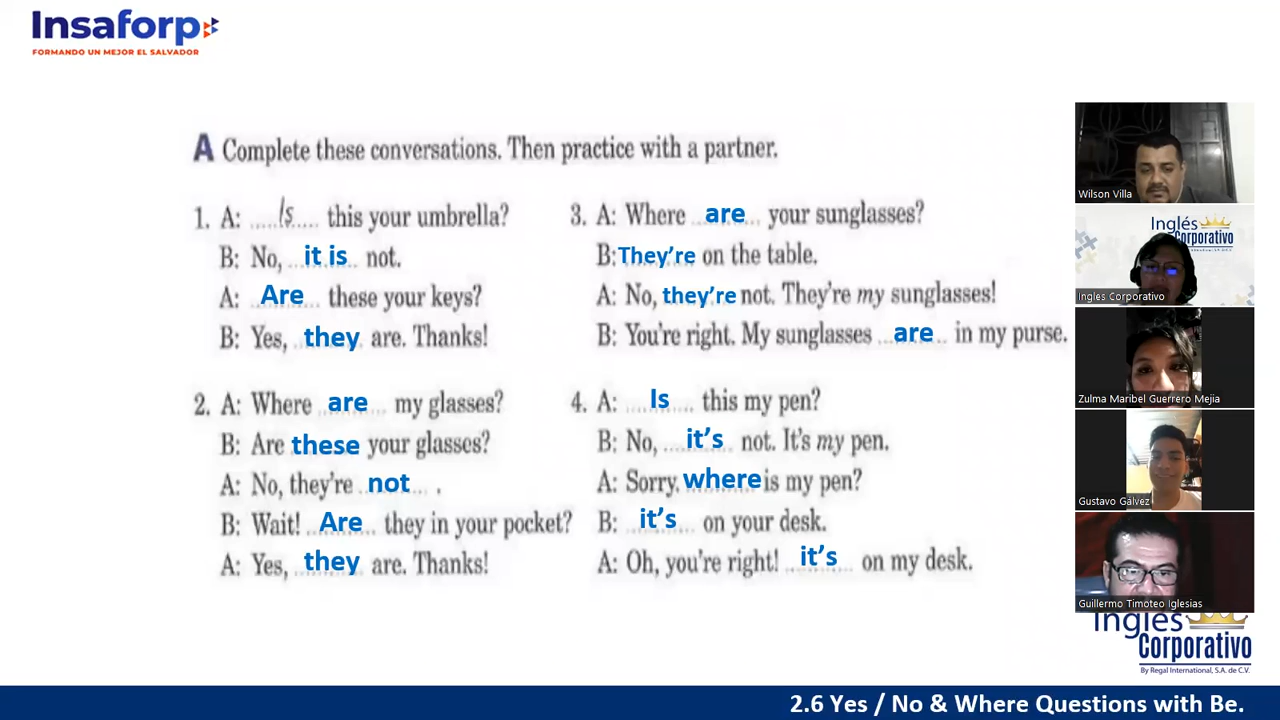 Insaforp
FORMANDO UN MEJOR EL SALVADOR
A Complete these conversations. Then practice with a partner.
1. A: .....Is.... this your umbrella?
B: No, it is not.
A: Are these your keys?
B: Yes, they are. Thanks!
2. A: Where are my glasses?
B: Are these your glasses?
A: No, they're not .
B: Wait! Are they in your pocket?
A: Yes, they are. Thanks!
3. A: Where are your sunglasses?
B: They're on the table.
A: No, they're not. They're my sunglasses!
B: You're right. My sunglasses are in my purse.
4. A: Is this my pen?
B: No, it's not. It's my pen.
A: Sorry. where is my pen?
B: it's on your desk.
A: Oh, you're right! it's on my desk.
Wilson Villa
Inglés
Corporativo
Ingles Corporativo
Zulma Maribel Guerrero Mejia
Gustavo Gálvez
Guillermo Timoteo Iglesias
Inglés
Corporativo
By Regal International, S.A. de C.V.
2.6 Yes / No & Where Questions with Be.